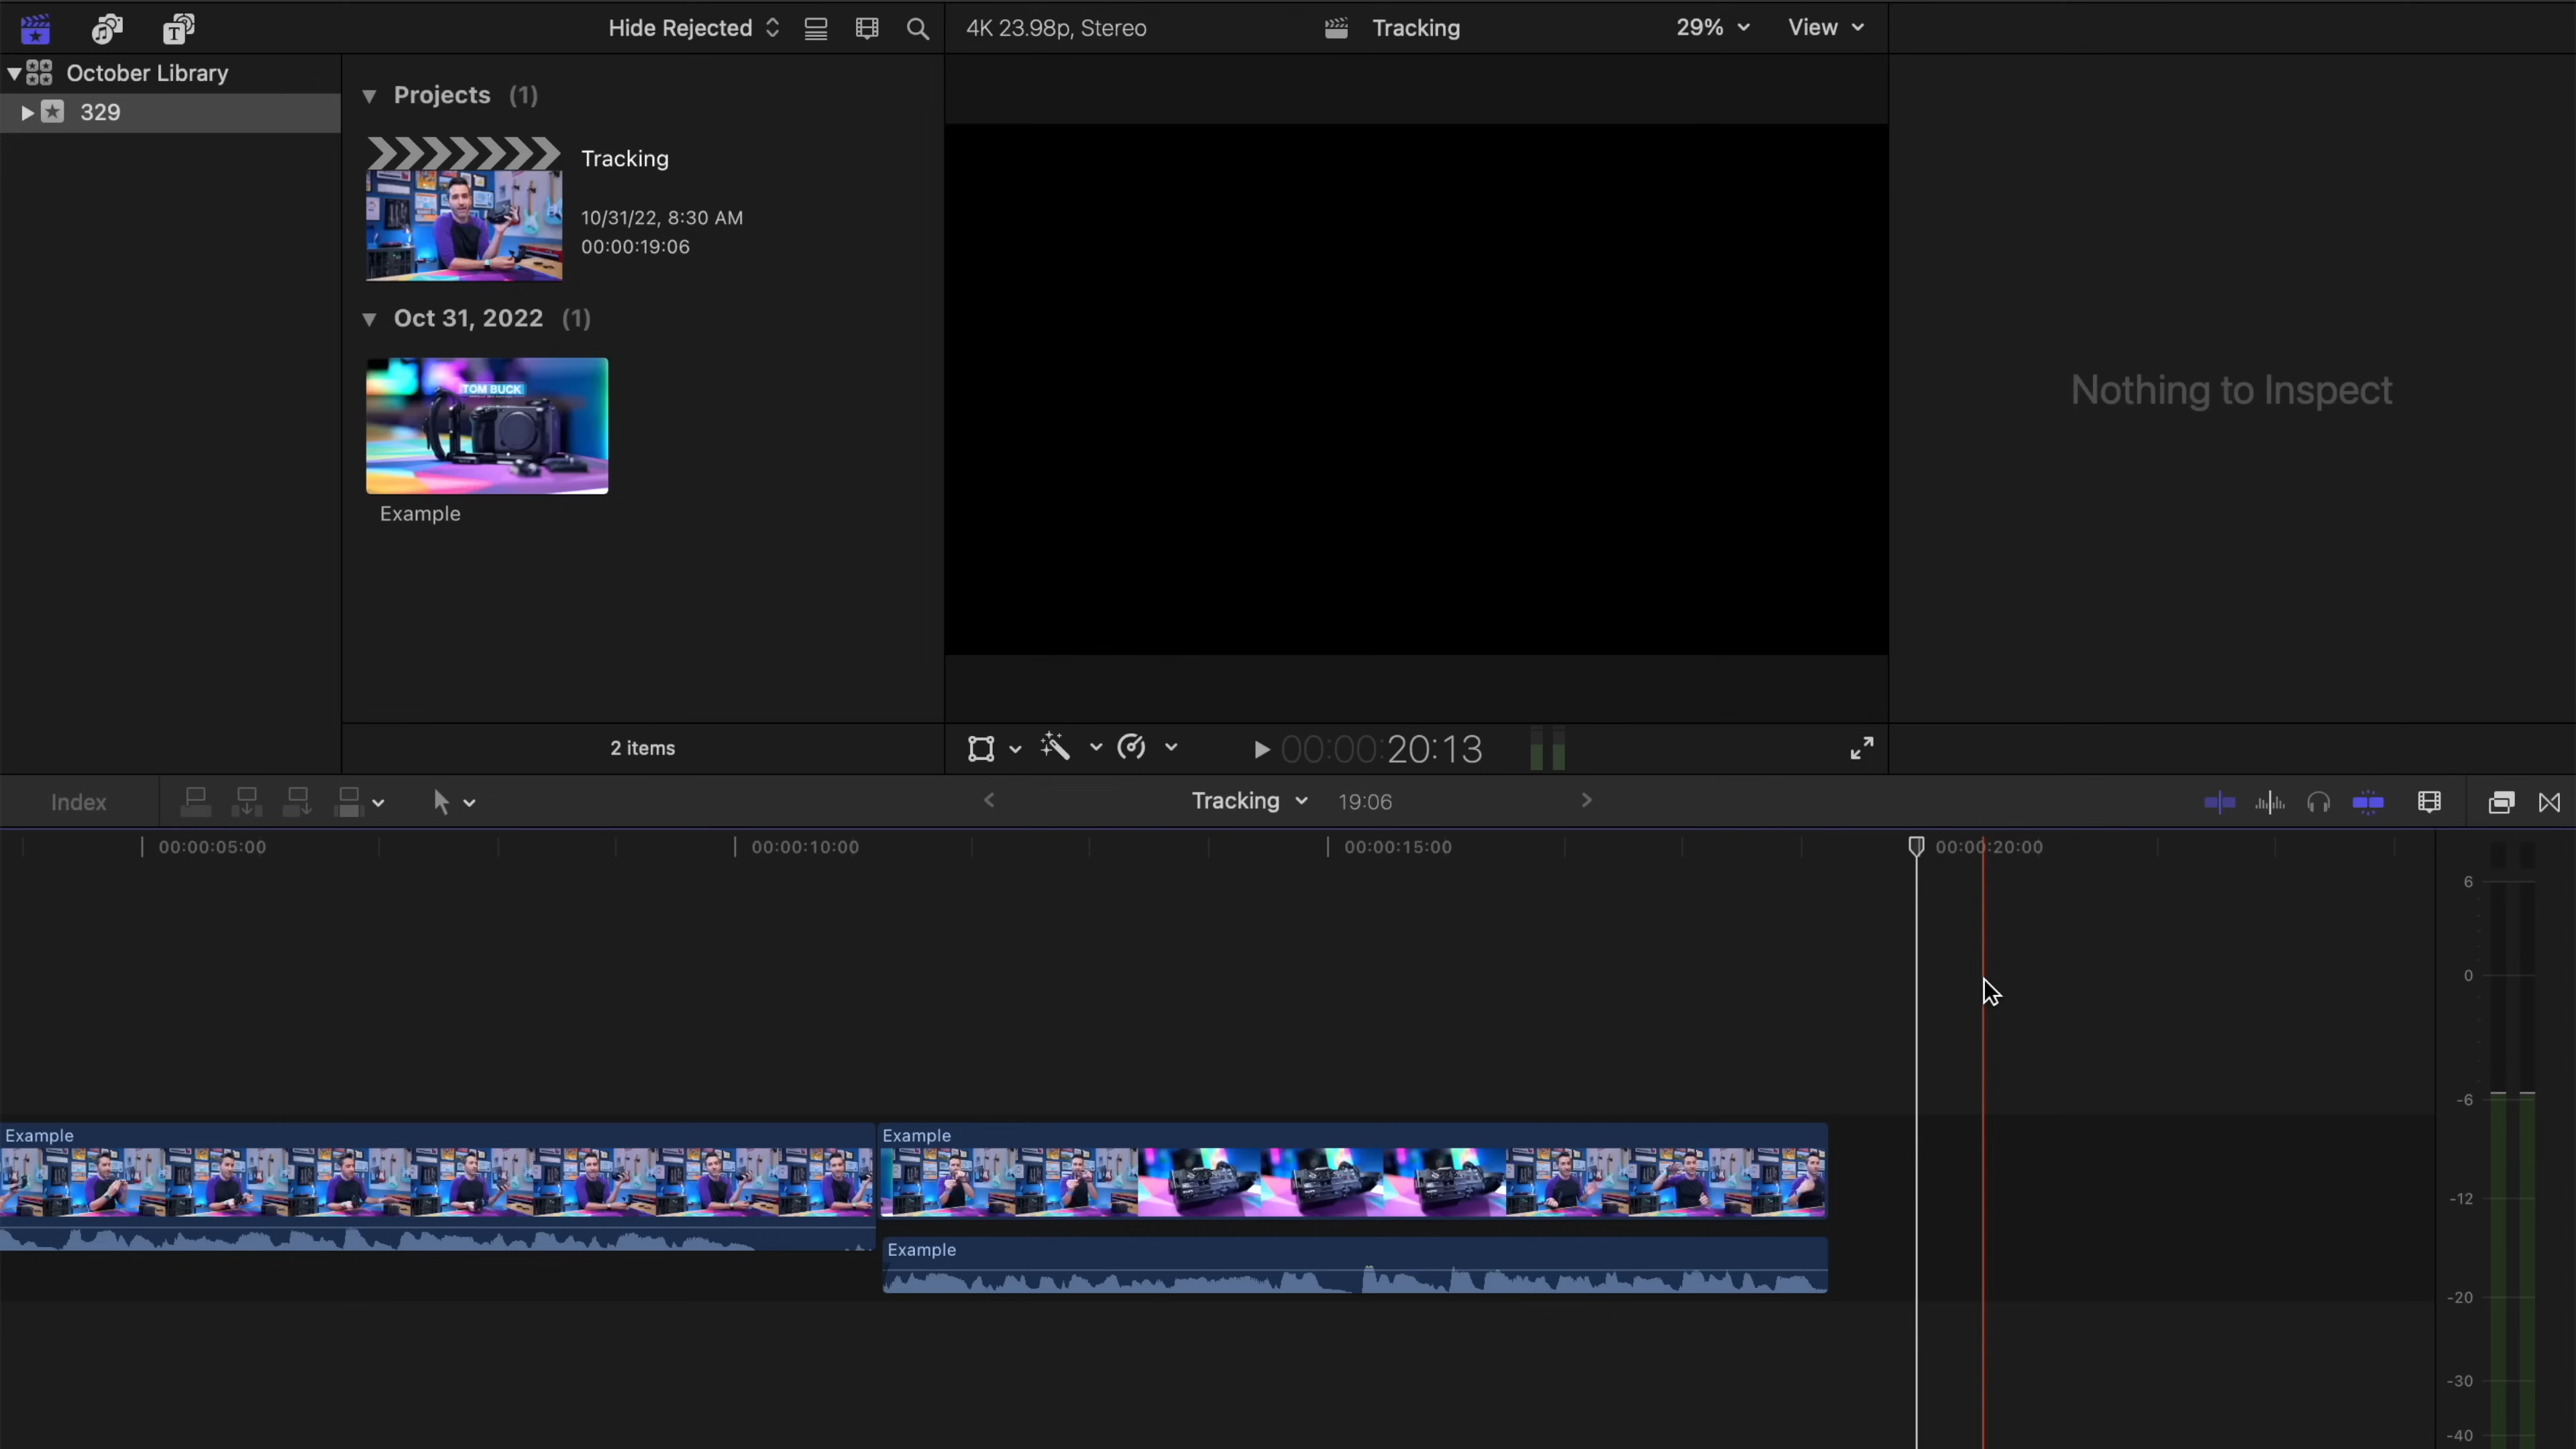 Hide Rejected
4K 23.98p, Stereo
Tracking
29%
View
October Library
329
Projects (1)
Tracking
10/31/22, 8:30 AM
00:00:19:06
Oct 31, 2022 (1)
TOM BUCK
Example
Nothing to Inspect
2 items
00:00:20:13
Index
Tracking
19:06
00:00:05:00
00:00:10:00
00:00:15:00
00:00:20:00
6
0
-6
-12
-20
-30
-40
Example
Example
Example